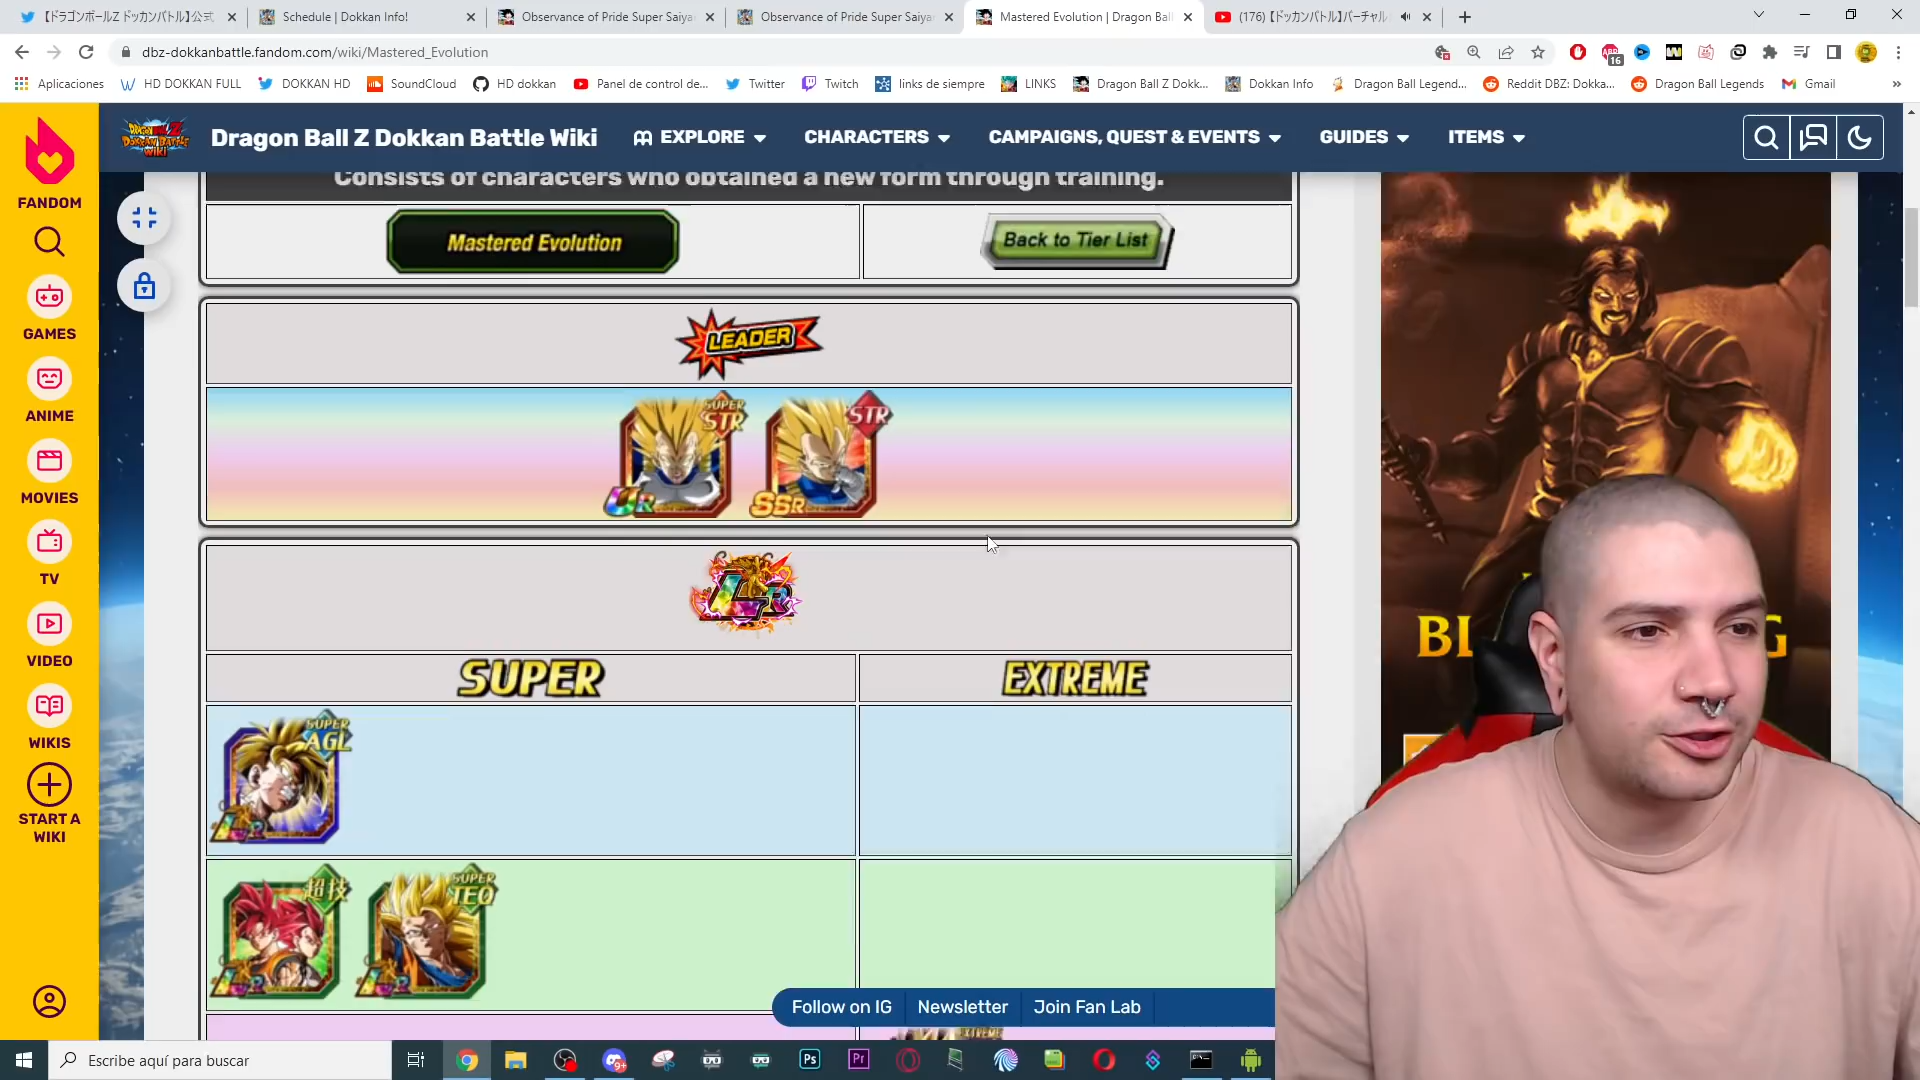 【ドラゴンボールZ ドッカンバトル】公式
Schedule | Dokkan Info!
Observance of Pride Super Saiya
Observance of Pride Super Saiya
Mastered Evolution | Dragon Ball
(176) 【ドッカンバトル】バーチャル
dbz-dokkanbattle.fandom.com/wiki/Mastered_Evolution
16
Aplicaciones
HD DOKKAN FULL
DOKKAN HD
SoundCloud
HD dokkan
Panel de control de...
Twitter
Twitch
links de siempre
LINKS
Dragon Ball Z Dokk...
Dokkan Info
Dragon Ball Legend...
Reddit DBZ: Dokka...
Dragon Ball Legends
Gmail
Dragon Ball Z Dokkan Battle Wiki
EXPLORE
CHARACTERS
CAMPAIGNS, QUEST & EVENTS
GUIDES
ITEMS
FANDOM
GAMES
ANIME
MOVIES
TV
VIDEO
WIKIS
START A
WIKI
Consists of characters who obtained a new form through training.
Mastered Evolution
Back to Tier List
LEADER
SUPER
STR
UR
STR
SSR
LR
SUPER
EXTREME
SUPER
AGL
LR
超技
LR
SUPER
TEQ
LR
Follow on IG
Newsletter
Join Fan Lab
Escribe aquí para buscar
9+
Ps
Pr